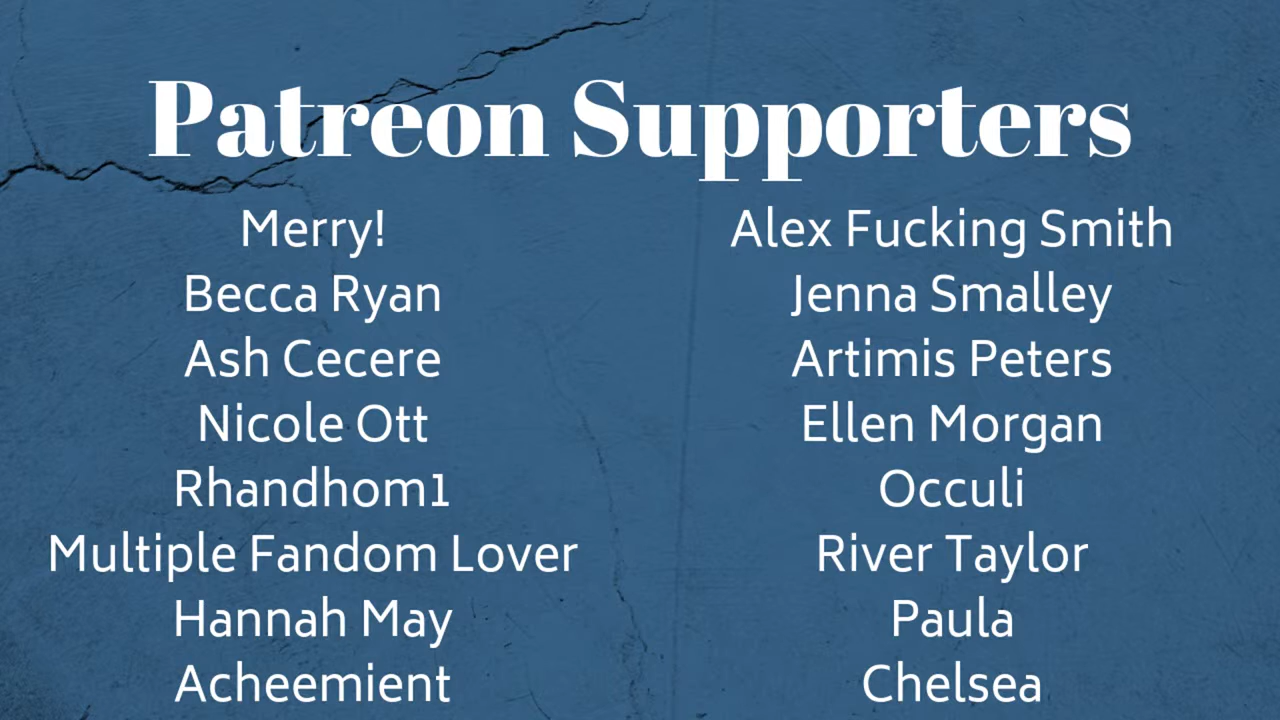 Patreon Supporters
Merry!
Becca Ryan
Ash Cecere
Nicole Ott
Rhandhom1
Multiple Fandom Lover
Hannah May
Acheemient
Alex Fucking Smith
Jenna Smalley
Artimis Peters
Ellen Morgan
Occuli
River Taylor
Paula
Chelsea